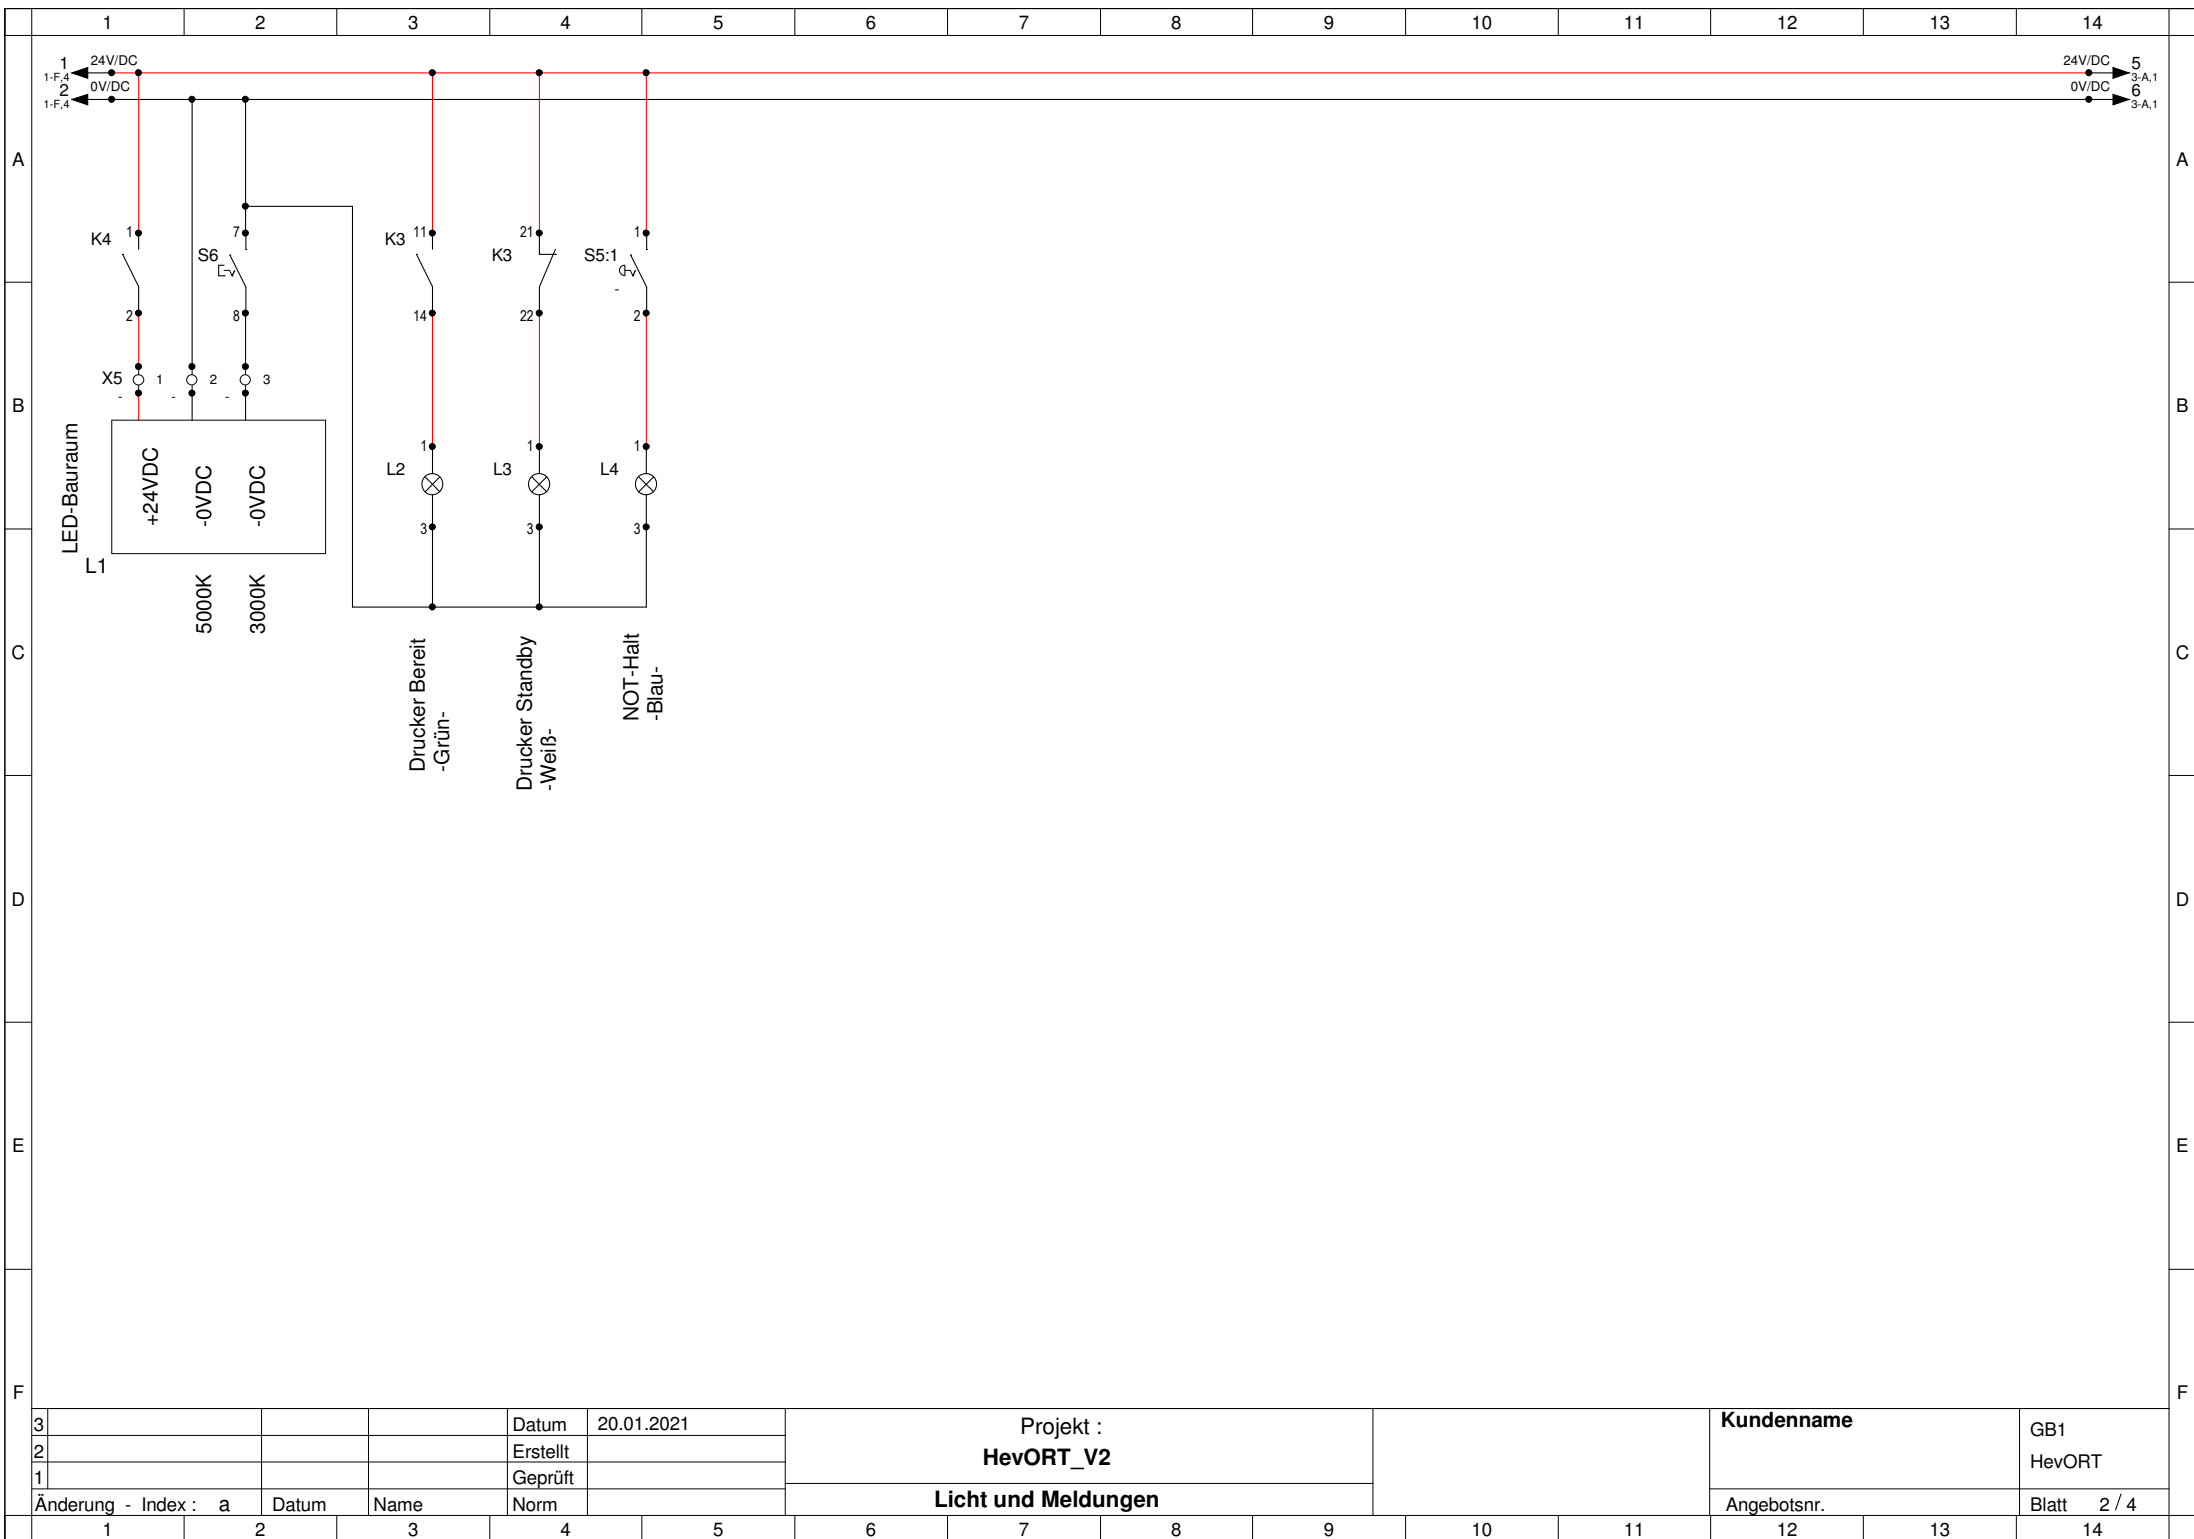 1 2 3 4 5 6 7 8 9 10 11 12 13 14
1 24V/DC 24V/DC 5
1-F,4 3-A,1
2 0V/DC 0V/DC 6
1-F,4 3-A,1
A A
K4 1 S6 7 K3 11 K3 21 S5:1 1
-
2 8 14 22 2
X5 1 2 3
- - -
B B
LED-Bauraum
+24VDC
-0VDC
-0VDC
L1
5000K
3000K
1 1 1
L2 L3 L4
3 3 3
C C
Drucker Bereit
-Grün-
Drucker Standby
-Weiß-
NOT-Halt
-Blau-
D D
E E
F F
3 Datum 20.01.2021
2 Erstellt
1 Geprüft
Änderung - Index : a Datum Name Norm
Projekt :
HevORT_V2
Licht und Meldungen
Kundenname
Angebotsnr.
GB1
HevORT
Blatt 2 / 4
1 2 3 4 5 6 7 8 9 10 11 12 13 14